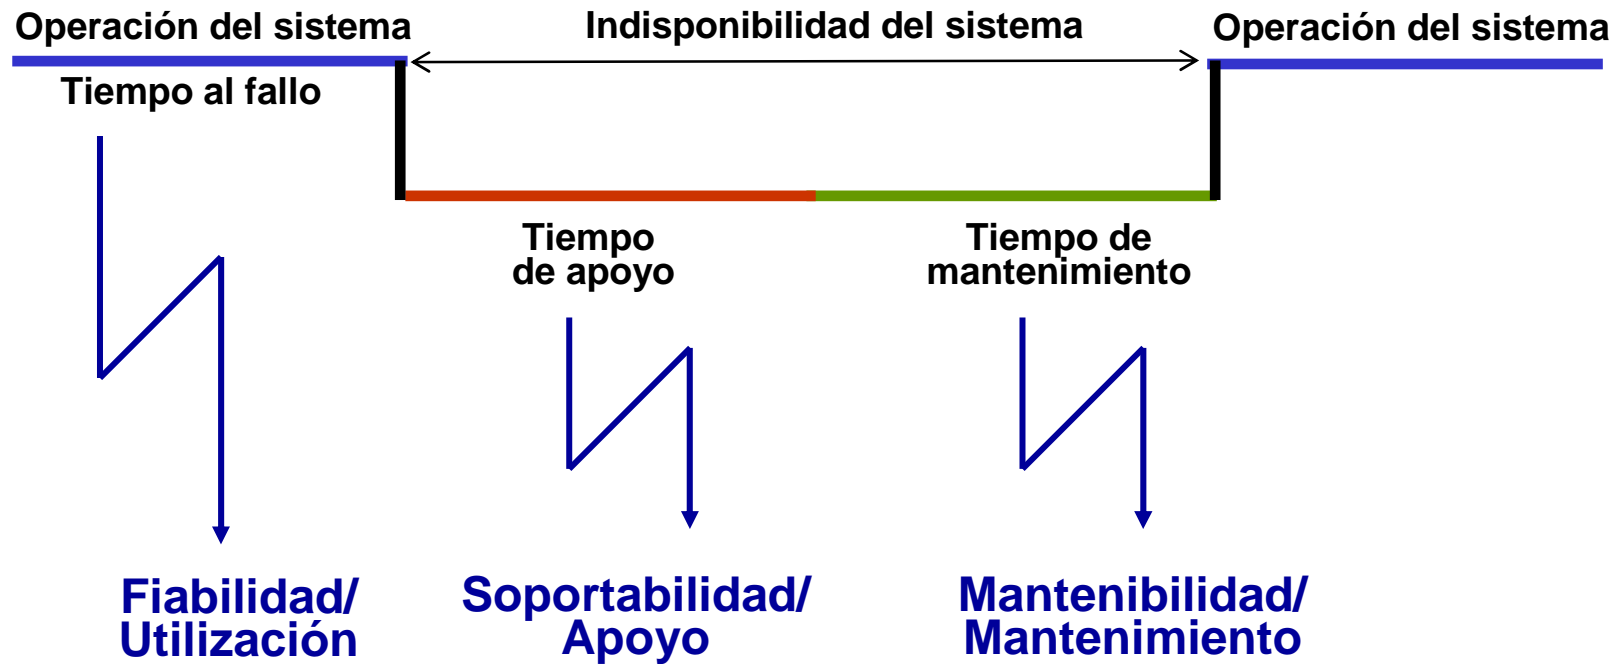 Operación del sistema
Indisponibilidad del sistema
Operación del sistema
Tiempo al fallo
Tiempo
de apoyo
Tiempo de
mantenimiento
Fiabilidad/
Utilización
Soportabilidad/
Apoyo
Mantenibilidad/
Mantenimiento